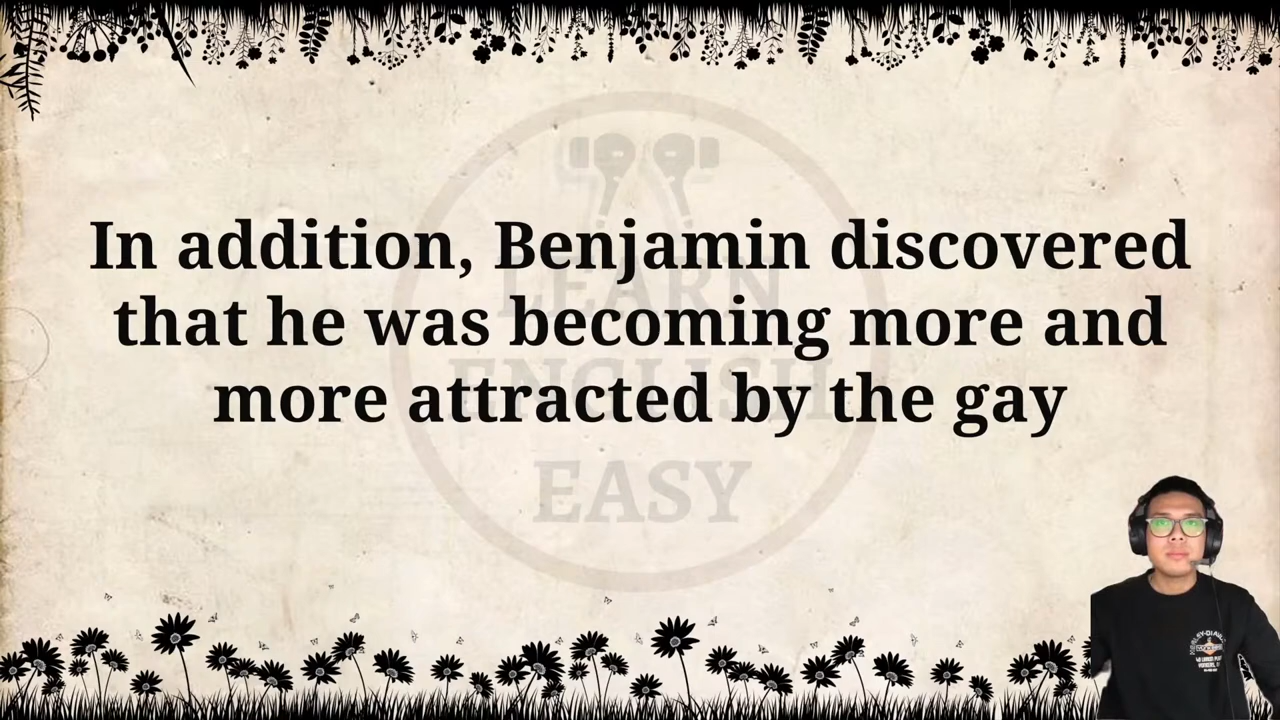 In addition, Benjamin discovered
that he was becoming more and
more attracted by the gay
LEARN
ENGLISH
EASY